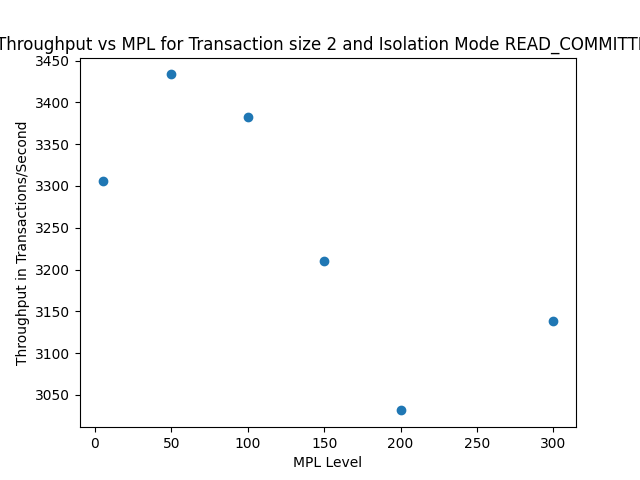 Throughput vs MPL for Transaction size 2 and Isolation Mode READ_COMMITT
3450
3400
3350
3300
3250
3200
3150
3100
3050
Throughput in Transactions/Second
0 50 100 150 200 250 300
MPL Level